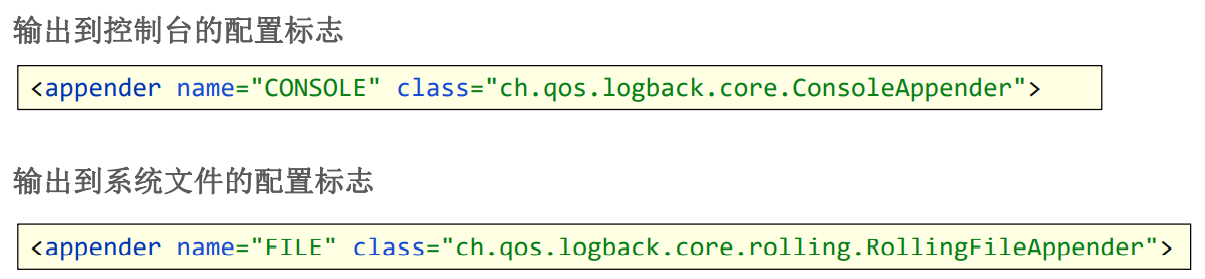 输出到控制台的配置标志
<appender name="CONSOLE" class="ch.qos.logback.core.ConsoleAppender">
输出到系统文件的配置标志
<appender name="FILE" class="ch.qos.logback.core.rolling.RollingFileAppender">